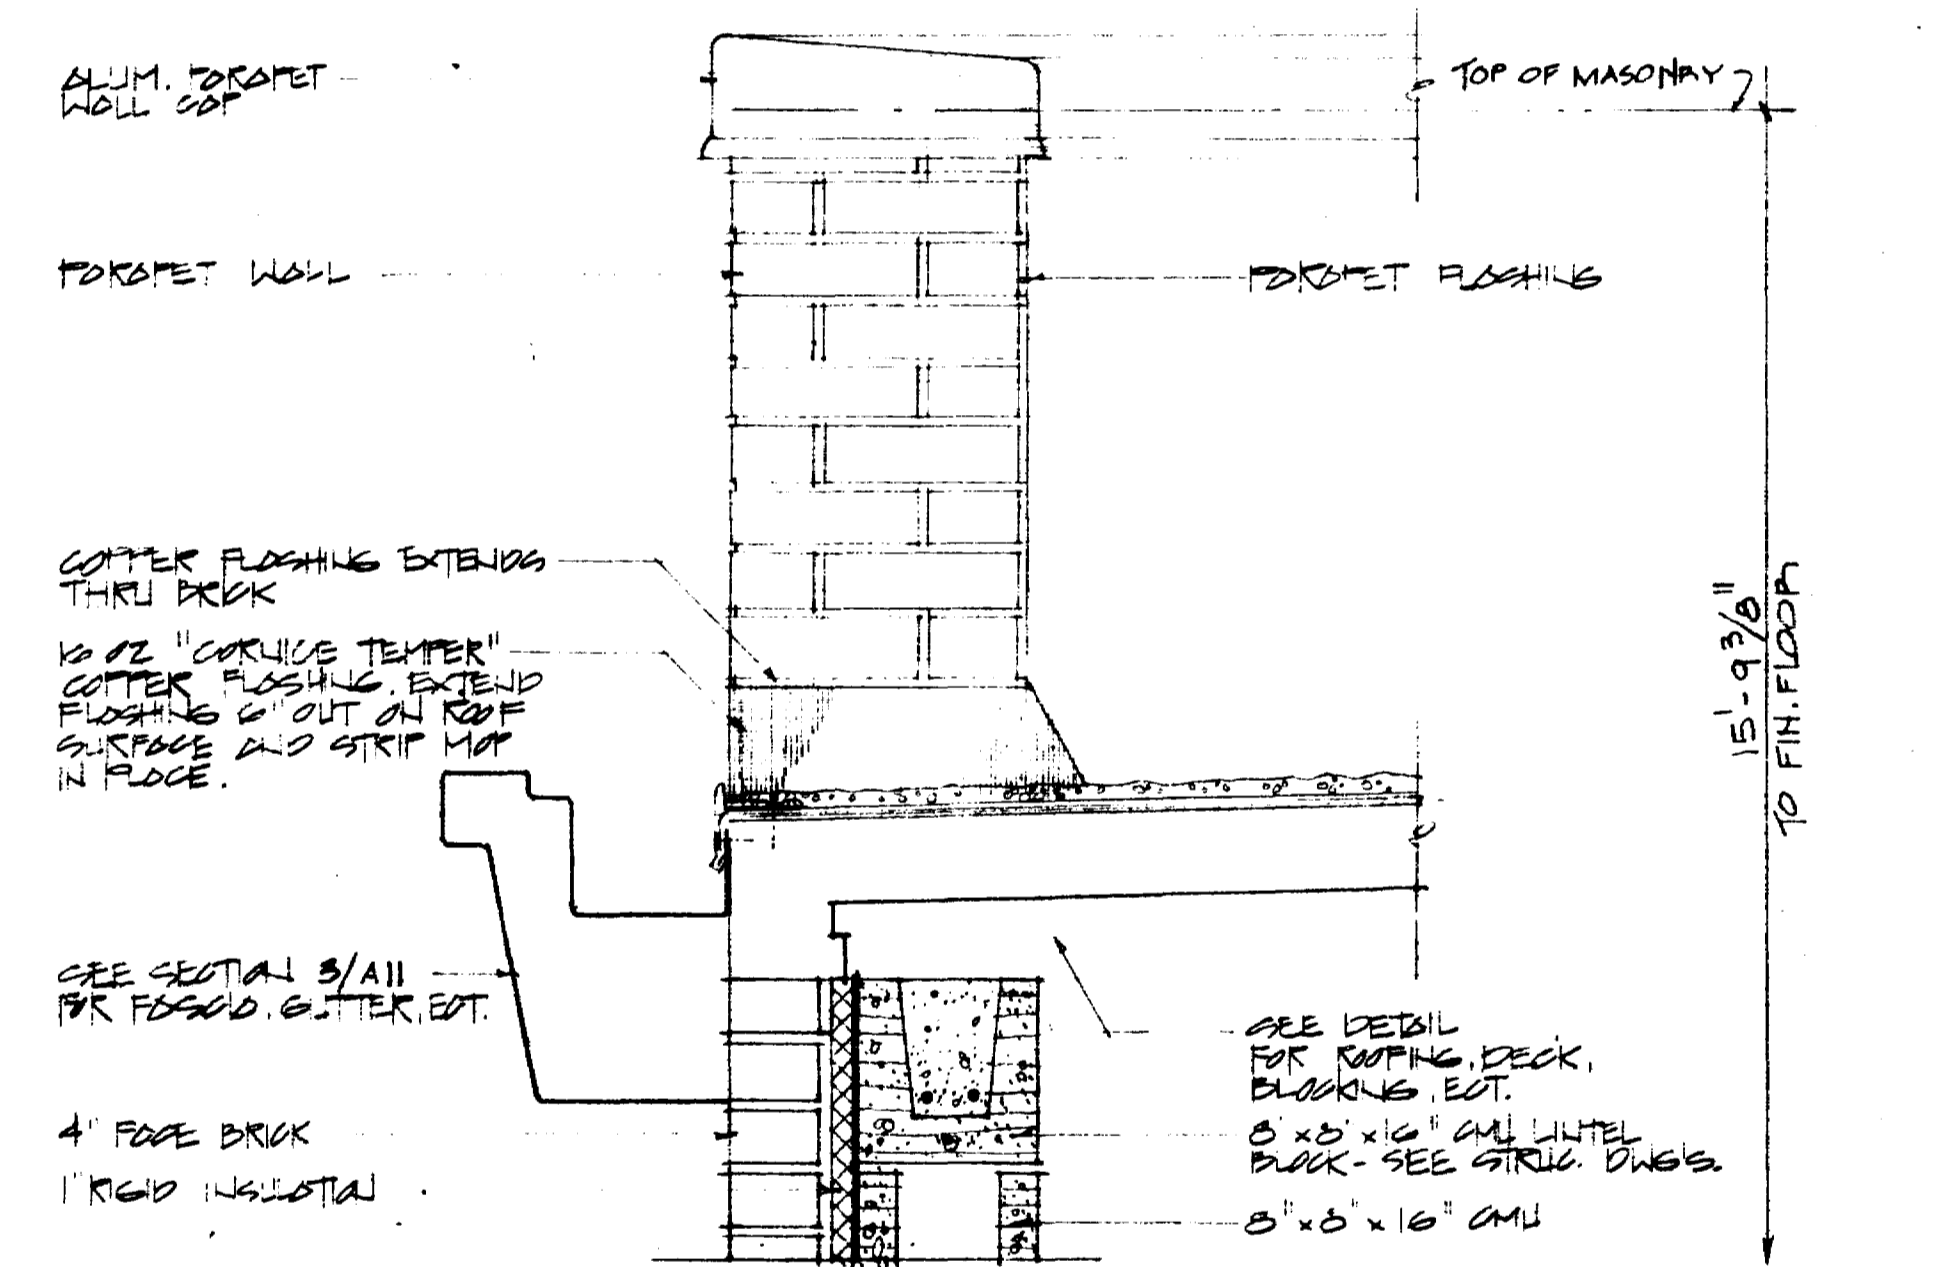 ALUM. PARAPET
WALL CAP
TOP OF MASONRY
PARAPET WALL
PARAPET FLASHING
COPPER FLASHING EXTENDS
THRU BRICK
16 OZ "CORNICE TEMPER"
COPPER FLASHING. EXTEND
FLASHING 6" OUT ON ROOF
SURFACE AND STRIP MOP
IN PLACE.
15'-9 3/8"
TO FIN. FLOOR
SEE SECTION 3/A11
FOR FASCIA, GUTTER, ECT.
SEE DETAIL
FOR ROOFING, DECK,
BLOCKING, ECT.
4" FACE BRICK
8"x8"x16" CMU LINTEL
BLOCK - SEE STRUC. DWGS.
1" RIGID INSULATION
8"x8"x16" CMU